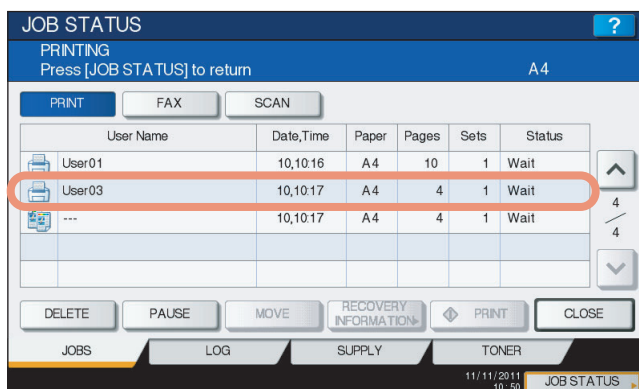 JOB STATUS ?
PRINTING
Press [JOB STATUS] to return A4
PRINT FAX SCAN
User Name Date,Time Paper Pages Sets Status
User01 10,10:16 A4 10 1 Wait
User03 10,10:17 A4 4 1 Wait
--- 10,10:17 A4 4 1 Wait
4
4
DELETE PAUSE MOVE RECOVERY INFORMATION PRINT CLOSE
JOBS LOG SUPPLY TONER
11/11/2011
10:50 JOB STATUS